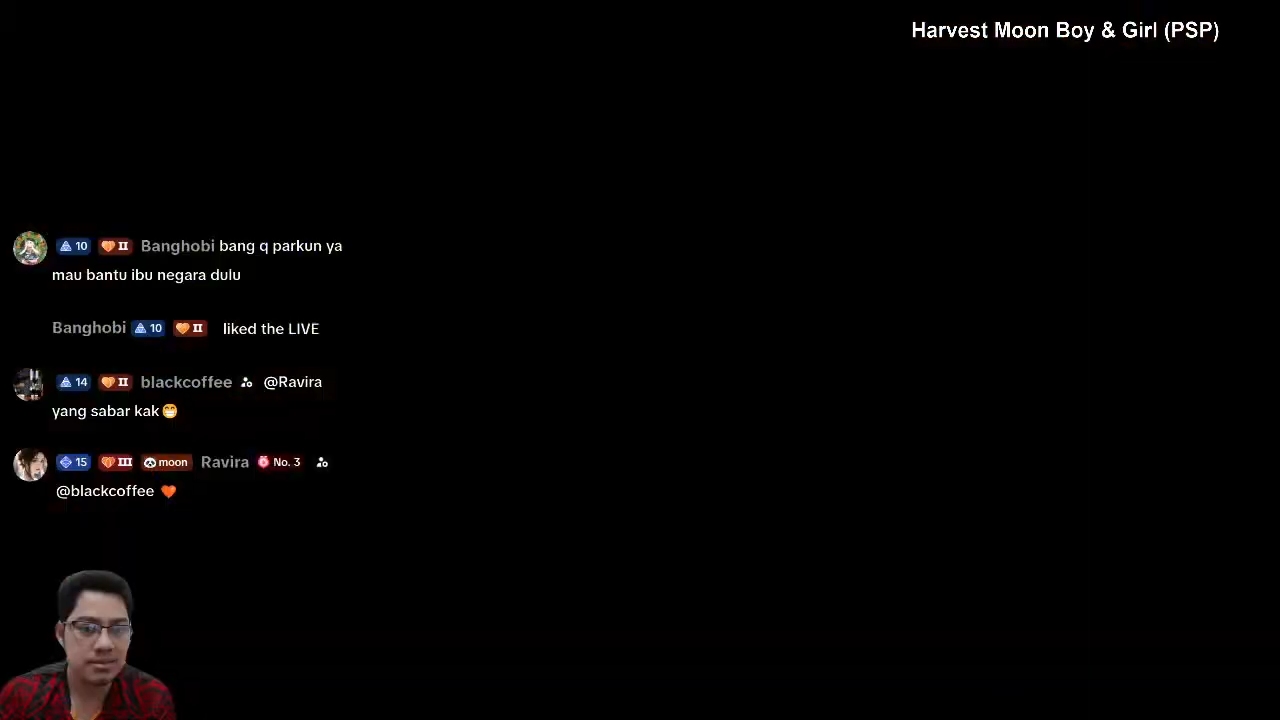 Harvest Moon Boy & Girl (PSP)
10 II Banghobi bang q parkun ya
mau bantu ibu negara dulu
Banghobi 10 II liked the LIVE
14 II blackcoffee @Ravira
yang sabar kak😁
15 III moon Ravira No. 3
@blackcoffee 🧡